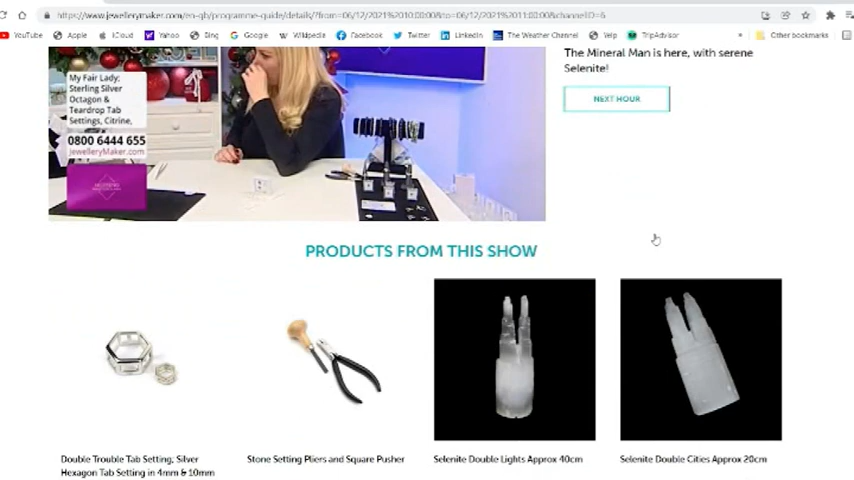 https://www.jewellerymaker.com/en-gb/programme-guide/details/?from=06/12/2021%2010:00:00&to=06/12/2021%2011:00:00&channelID=6
YouTube Apple iCloud Yahoo Bing Google Wikipedia Facebook Twitter LinkedIn The Weather Channel Yelp TripAdvisor » Other bookmarks
My Fair Lady;
Sterling Silver
Octagon &
Teardrop Tab
Settings, Citrine,
0800 6444 655
JewelleryMaker.com
The Mineral Man is here, with serene
Selenite!
NEXT HOUR
PRODUCTS FROM THIS SHOW
Double Trouble Tab Setting, Silver
Hexagon Tab Setting in 4mm & 10mm
Stone Setting Pliers and Square Pusher
Selenite Double Lights Approx 40cm
Selenite Double Cities Approx 20cm